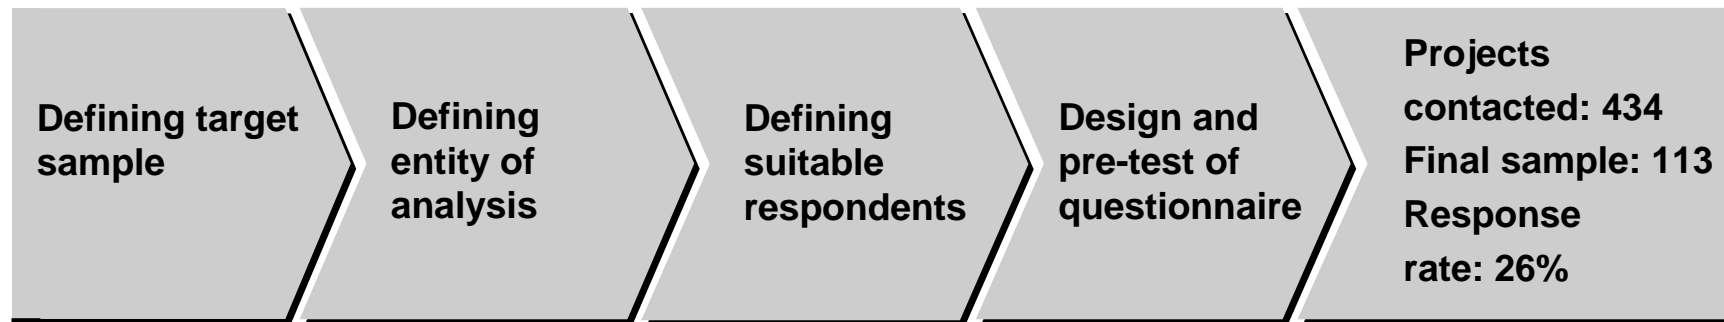 Defining target
sample
Defining
entity of
analysis
Defining
suitable
respondents
Design and
pre-test of
questionnaire
Projects
contacted: 434
Final sample: 113
Response
rate: 26%